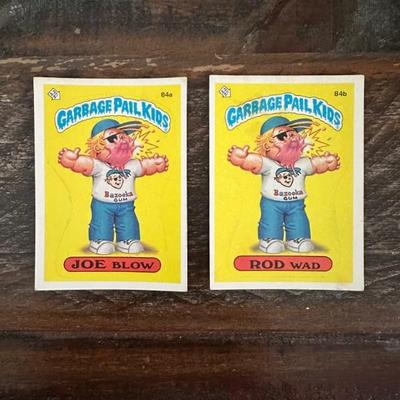 84a
GARBAGE PAIL KIDS
Bazooka
GUM
JOE BLOW
84b
GARBAGE PAIL KIDS
Bazooka
GUM
ROD WAD